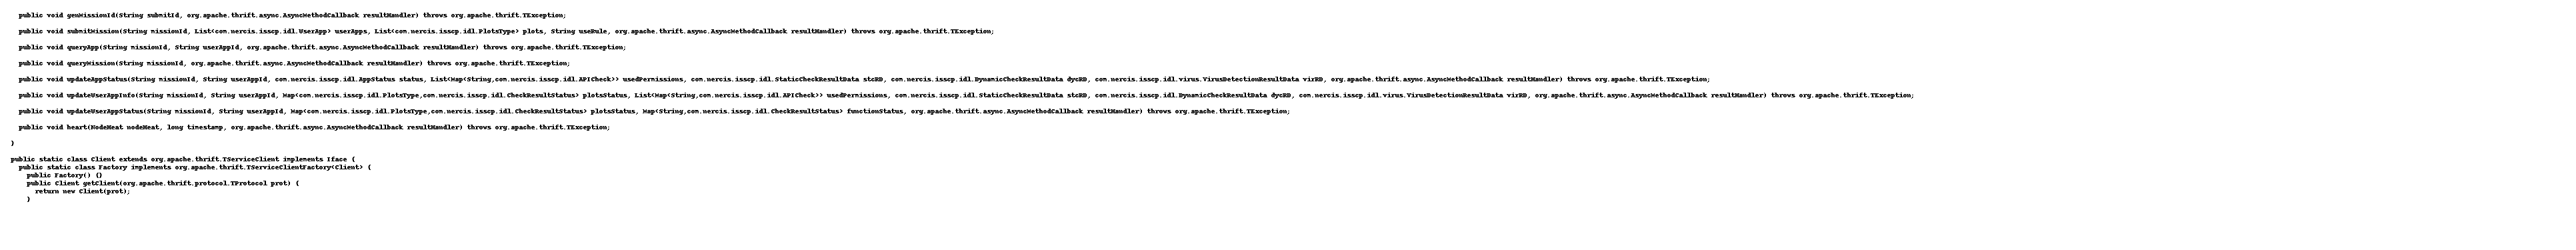 public void genMissionId(String submitId, org.apache.thrift.async.AsyncMethodCallback resultHandler) throws org.apache.thrift.TException;
public void submitMission(String missionId, List<com.nercis.isscp.idl.UserApp> userApps, List<com.nercis.isscp.idl.PlotsType> plots, String useRule, org.apache.thrift.async.AsyncMethodCallback resultHandler) throws org.apache.thrift.TException;
public void queryApp(String missionId, String userAppId, org.apache.thrift.async.AsyncMethodCallback resultHandler) throws org.apache.thrift.TException;
public void queryMission(String missionId, org.apache.thrift.async.AsyncMethodCallback resultHandler) throws org.apache.thrift.TException;
public void updateAppStatus(String missionId, String userAppId, com.nercis.isscp.idl.AppStatus status, List<Map<String,com.nercis.isscp.idl.APICheck>> usedPermissions, com.nercis.isscp.idl.StaticCheckResultData stcRD, com.nercis.isscp.idl.DynamicCheckResultData dycRD, com.nercis.isscp.idl.virus.VirusDetectionResultData virRD, org.apache.thrift.async.AsyncMethodCallback resultHandler) throws org.apache.thrift.TException;
public void updateUserAppInfo(String missionId, String userAppId, Map<com.nercis.isscp.idl.PlotsType,com.nercis.isscp.idl.CheckResultStatus> plotsStatus, List<Map<String,com.nercis.isscp.idl.APICheck>> usedPermissions, com.nercis.isscp.idl.StaticCheckResultData stcRD, com.nercis.isscp.idl.DynamicCheckResultData dycRD, com.nercis.isscp.idl.virus.VirusDetectionResultData virRD, org.apache.thrift.async.AsyncMethodCallback resultHandler) throws org.apache.thrift.TException;
public void updateUserAppStatus(String missionId, String userAppId, Map<com.nercis.isscp.idl.PlotsType,com.nercis.isscp.idl.CheckResultStatus> plotsStatus, Map<String,com.nercis.isscp.idl.CheckResultStatus> functionStatus, org.apache.thrift.async.AsyncMethodCallback resultHandler) throws org.apache.thrift.TException;
public void heart(NodeHeat nodeHeat, long timestamp, org.apache.thrift.async.AsyncMethodCallback resultHandler) throws org.apache.thrift.TException;
}
public static class Client extends org.apache.thrift.TServiceClient implements Iface {
public static class Factory implements org.apache.thrift.TServiceClientFactory<Client> {
public Factory() {}
public Client getClient(org.apache.thrift.protocol.TProtocol prot) {
return new Client(prot);
}